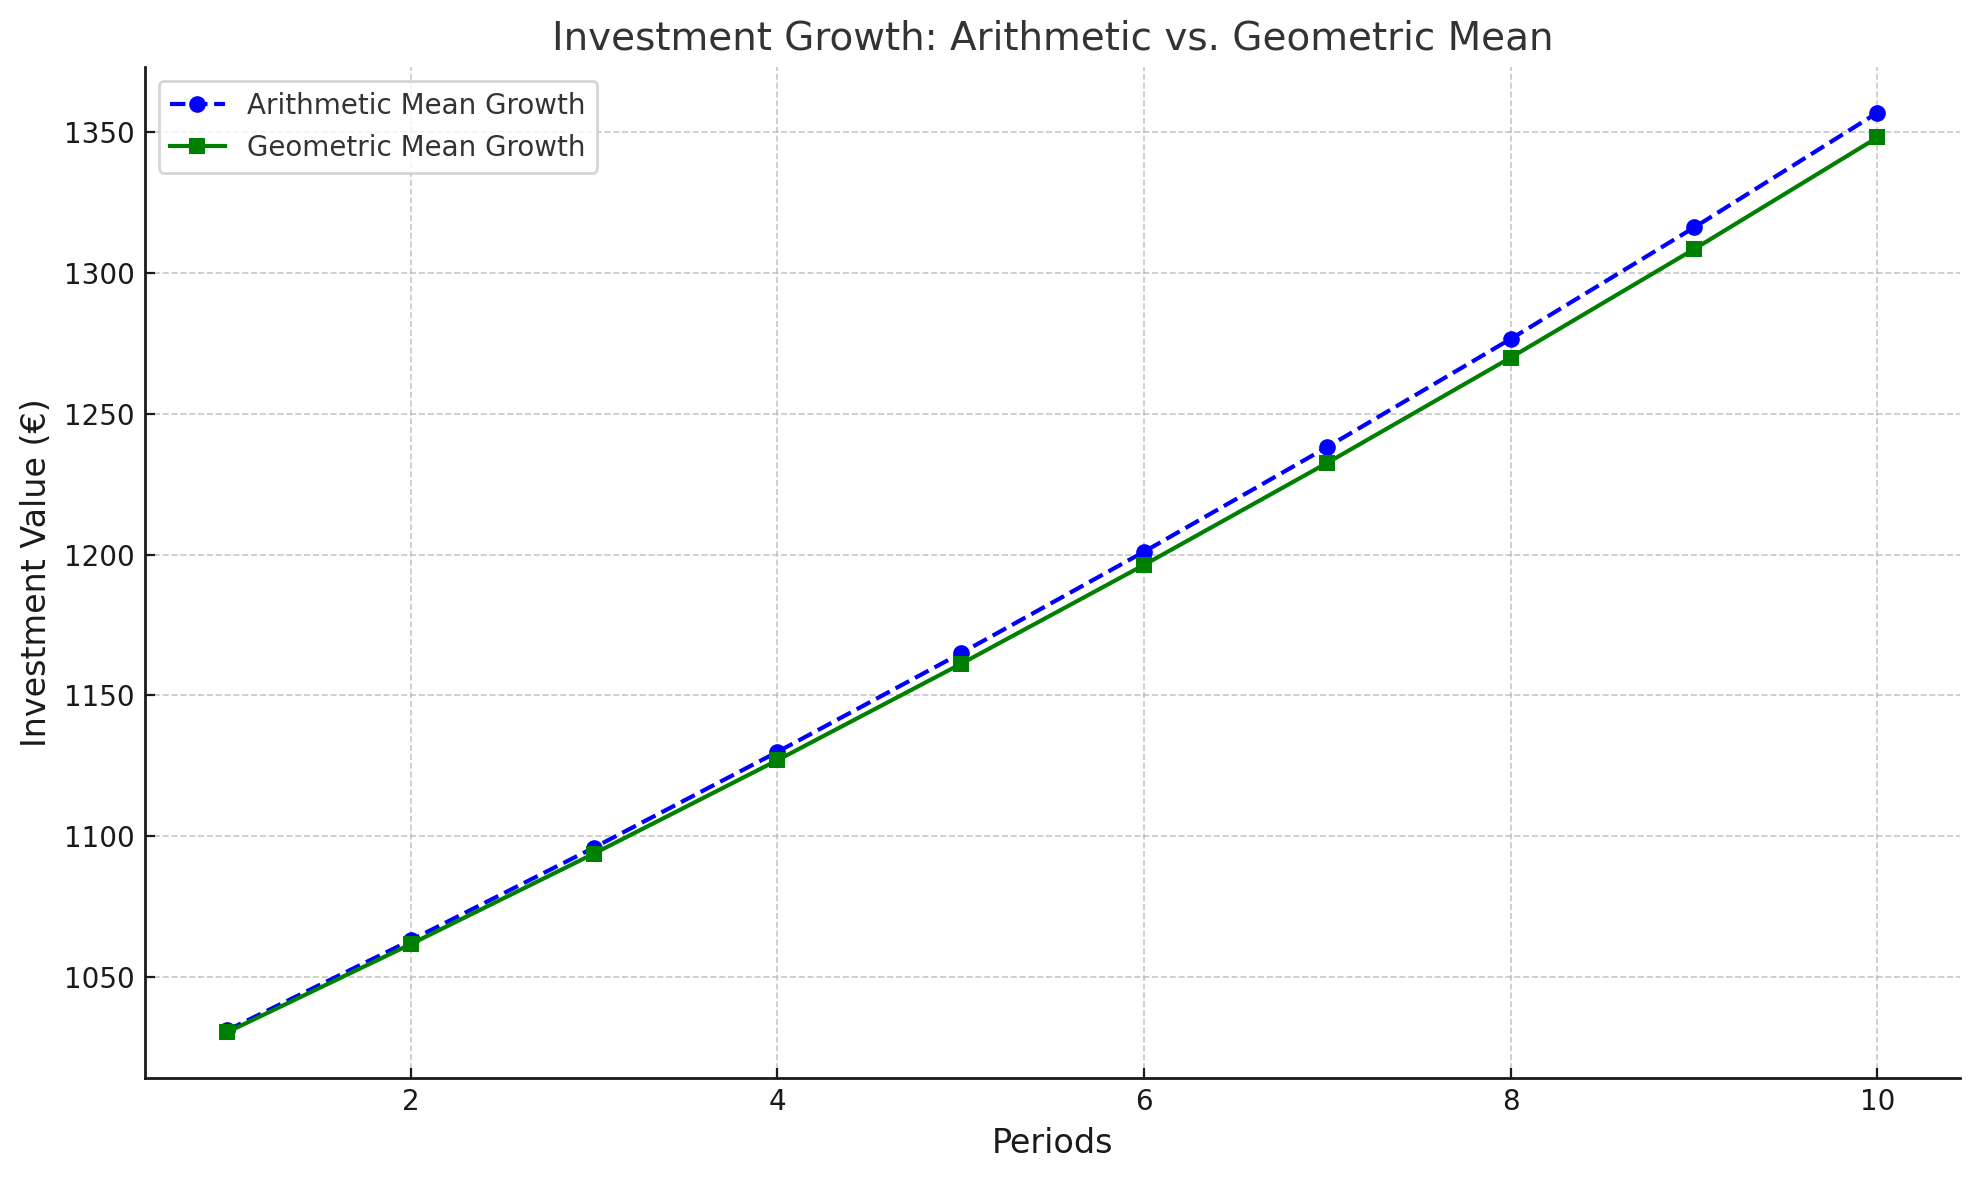 Investment Growth: Arithmetic vs. Geometric Mean
Arithmetic Mean Growth
Geometric Mean Growth
1350
1300
1250
1200
1150
1100
1050
Investment Value (€)
2
4
6
8
10
Periods